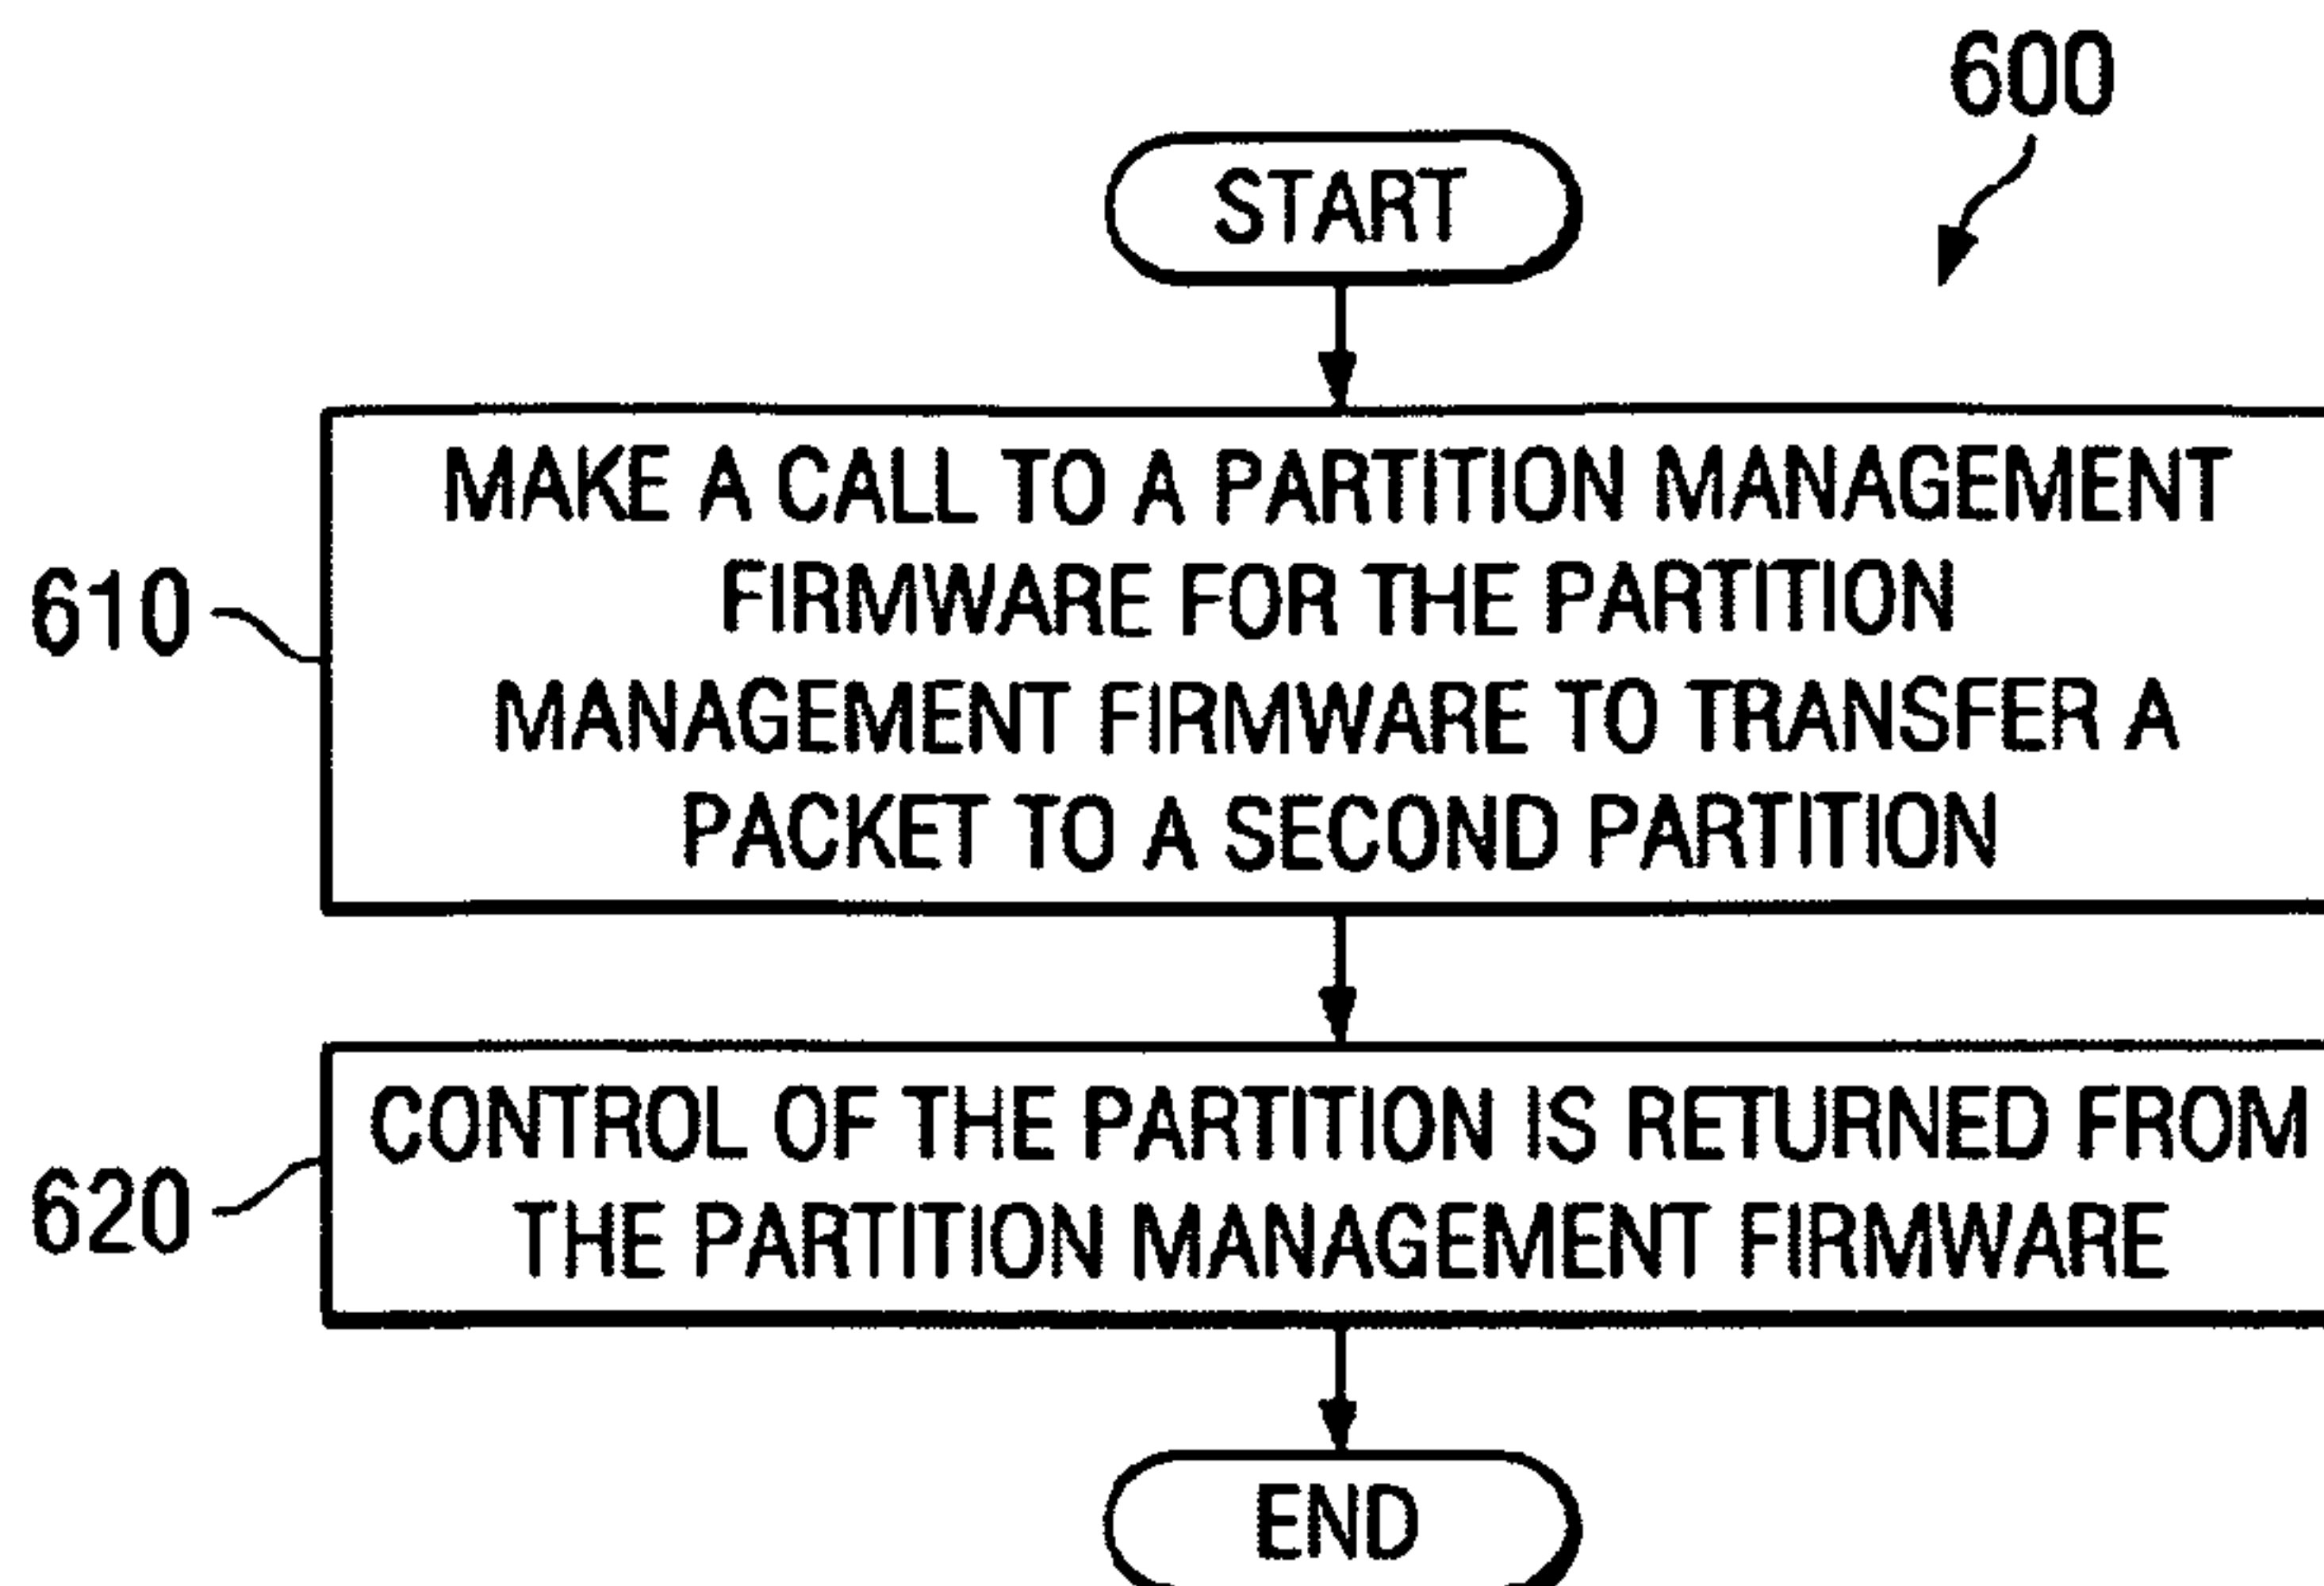 600
START
MAKE A CALL TO A PARTITION MANAGEMENT
FIRMWARE FOR THE PARTITION
MANAGEMENT FIRMWARE TO TRANSFER A
PACKET TO A SECOND PARTITION
610
CONTROL OF THE PARTITION IS RETURNED FROM
THE PARTITION MANAGEMENT FIRMWARE
620
END